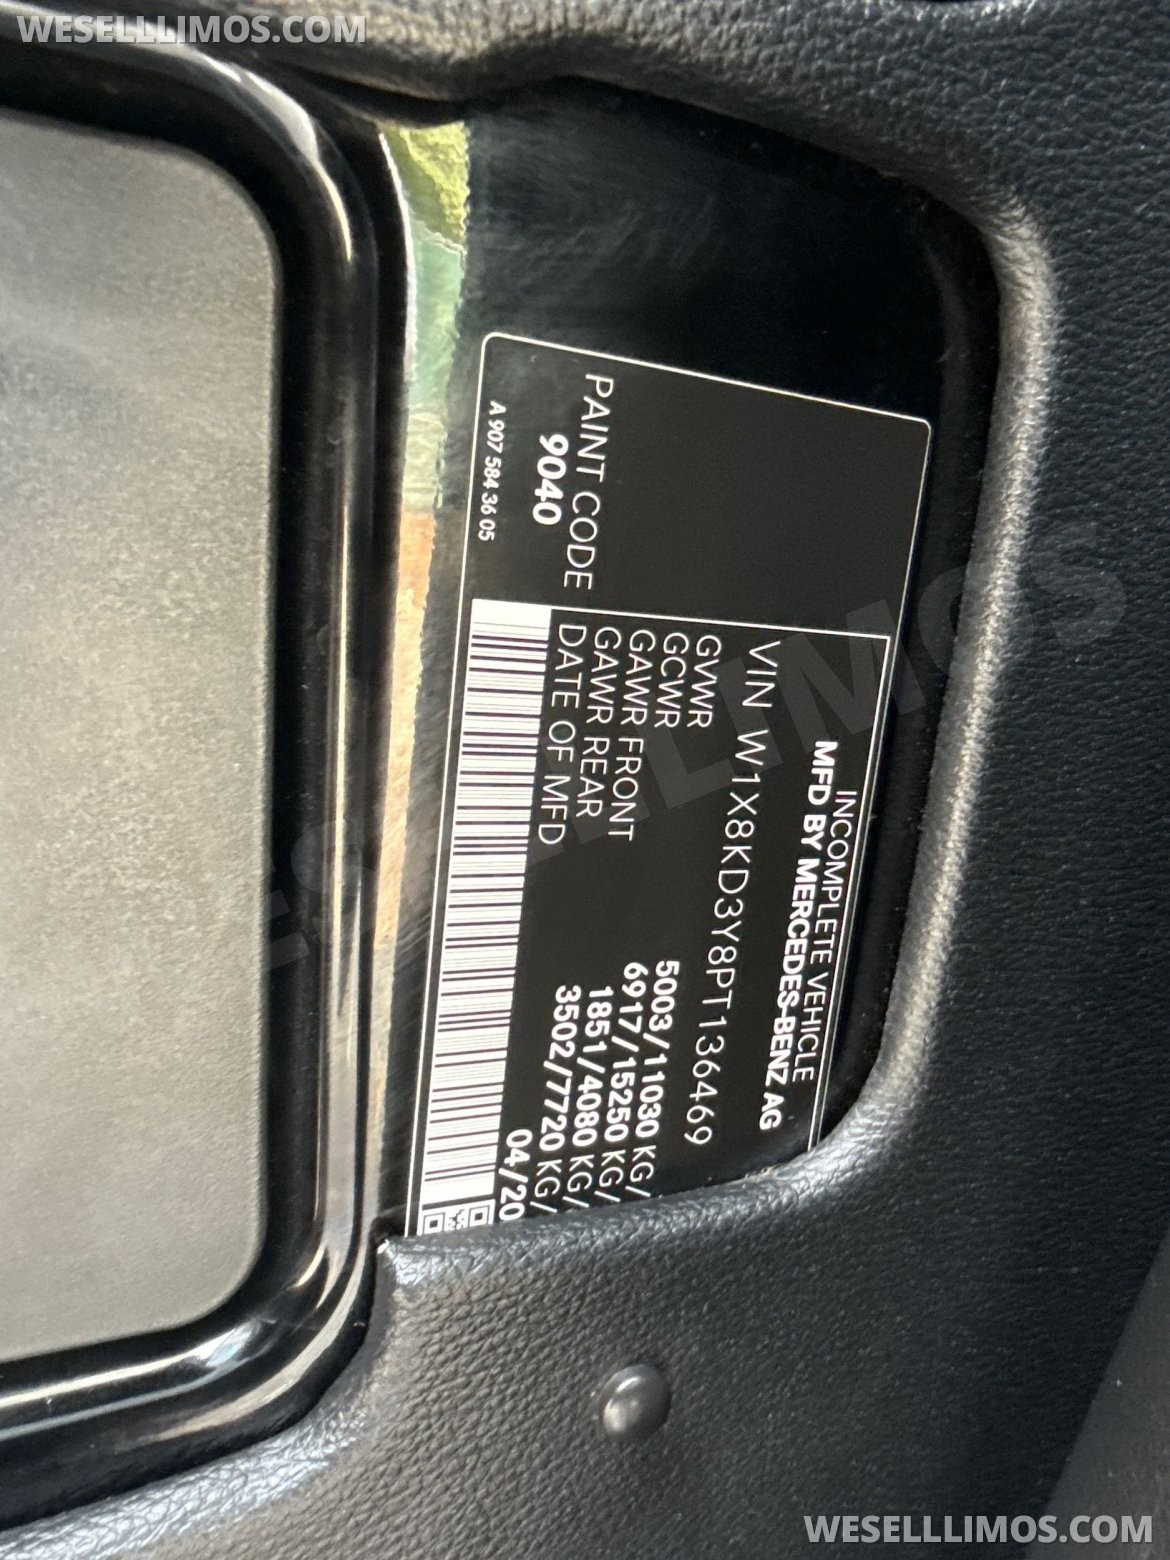 WESELLLIMOS.COM
INCOMPLETE VEHICLE
MFD BY MERCEDES-BENZ AG
VIN W1X8KD3Y8PT136469
GVWR 5003/11030 KG/
GCWR 6917/15250 KG/
GAWR FRONT 1851/4080 KG/
GAWR REAR 3502/7720 KG/
DATE OF MFD 04/20
PAINT CODE
9040
A 907 584 36 05
WESELLLIMOS
WESELLLIMOS.COM